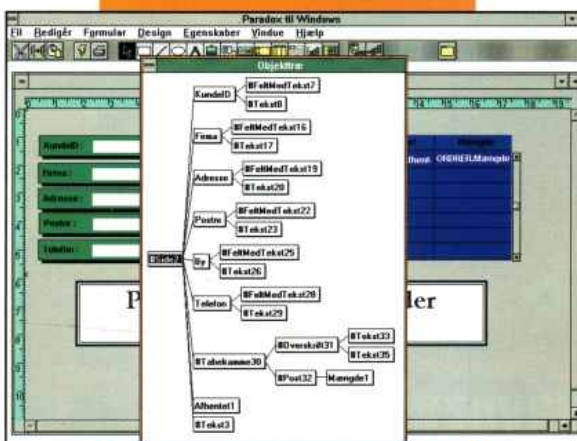 Paradox til Windows
Fil Redigér Formular Design Egenskaber Vindue Hjælp
Objekttræ
KundeID
#FeltMedTekst7
#Tekst8
Firma
#FeltMedTekst16
#Tekst17
Adresse
#FeltMedTekst19
#Tekst20
Postnr
#FeltMedTekst22
#Tekst23
#Side2
By
#FeltMedTekst25
#Tekst26
Telefon
#FeltMedTekst28
#Tekst29
#Tabelramme30
#Overskrift31
#Tekst33
#Tekst35
#Post32
Mængde1
Afhentet1
#Tekst3
KundeID:
Firma:
Adresse:
Postnr:
Telefon:
Mængde
ORDRER.Mængde
P
ler